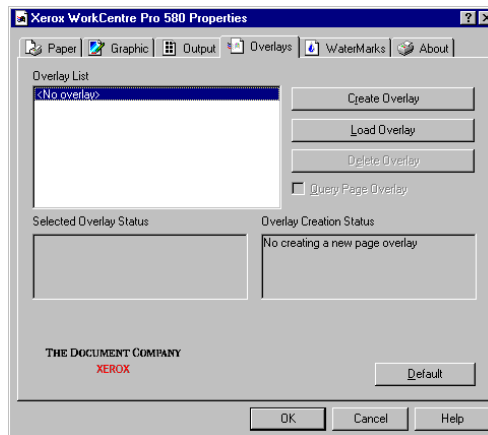 Xerox WorkCentre Pro 580 Properties
Paper Graphic Output Overlays WaterMarks About
Overlay List
<No overlay>
Create Overlay
Load Overlay
Delete Overlay
Query Page Overlay
Selected Overlay Status
Overlay Creation Status
No creating a new page overlay
THE DOCUMENT COMPANY
XEROX
Default
OK Cancel Help